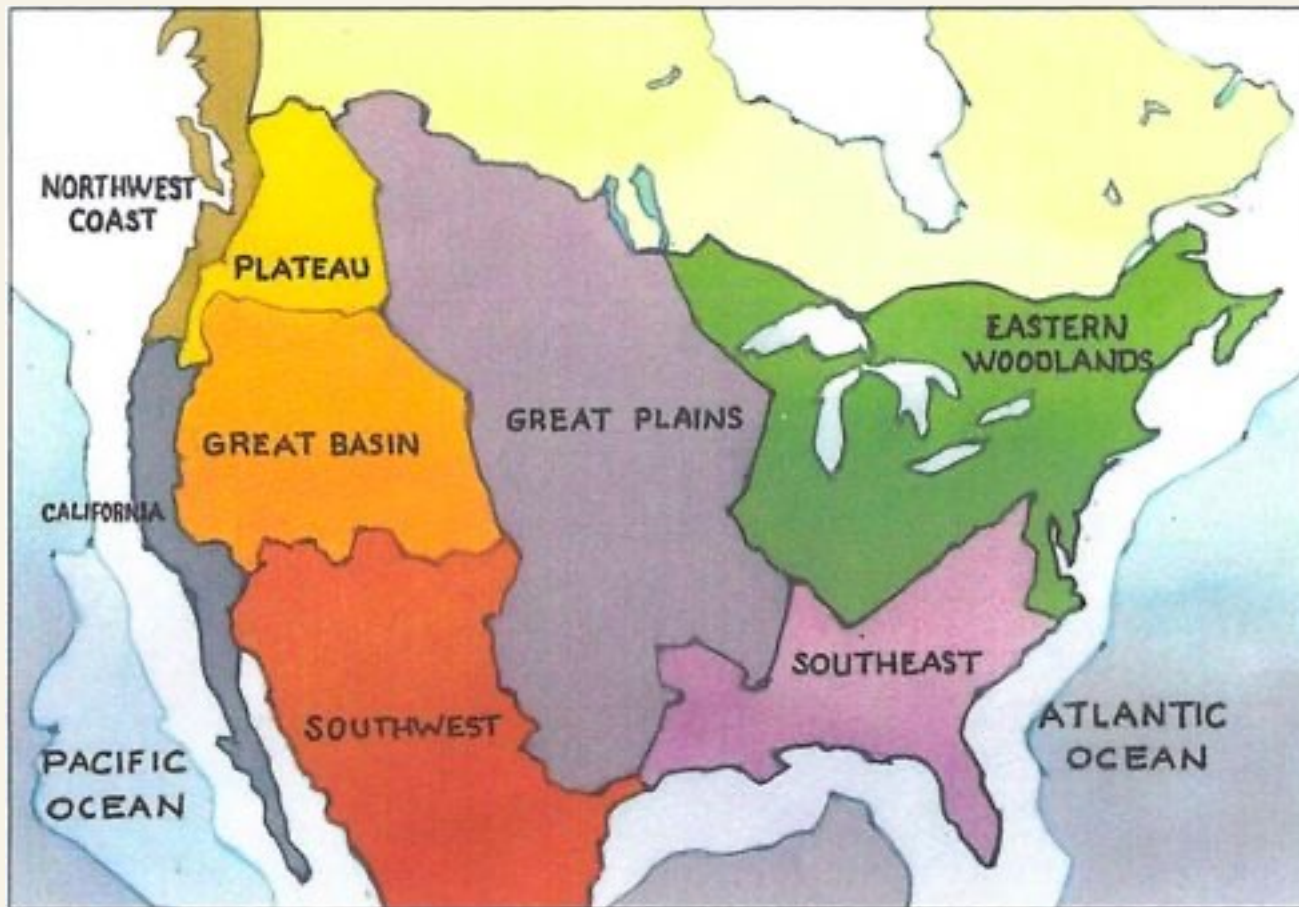 NORTHWEST
COAST
PLATEAU
EASTERN
WOODLANDS
GREAT PLAINS
GREAT BASIN
CALIFORNIA
SOUTHEAST
SOUTHWEST
ATLANTIC
OCEAN
PACIFIC
OCEAN